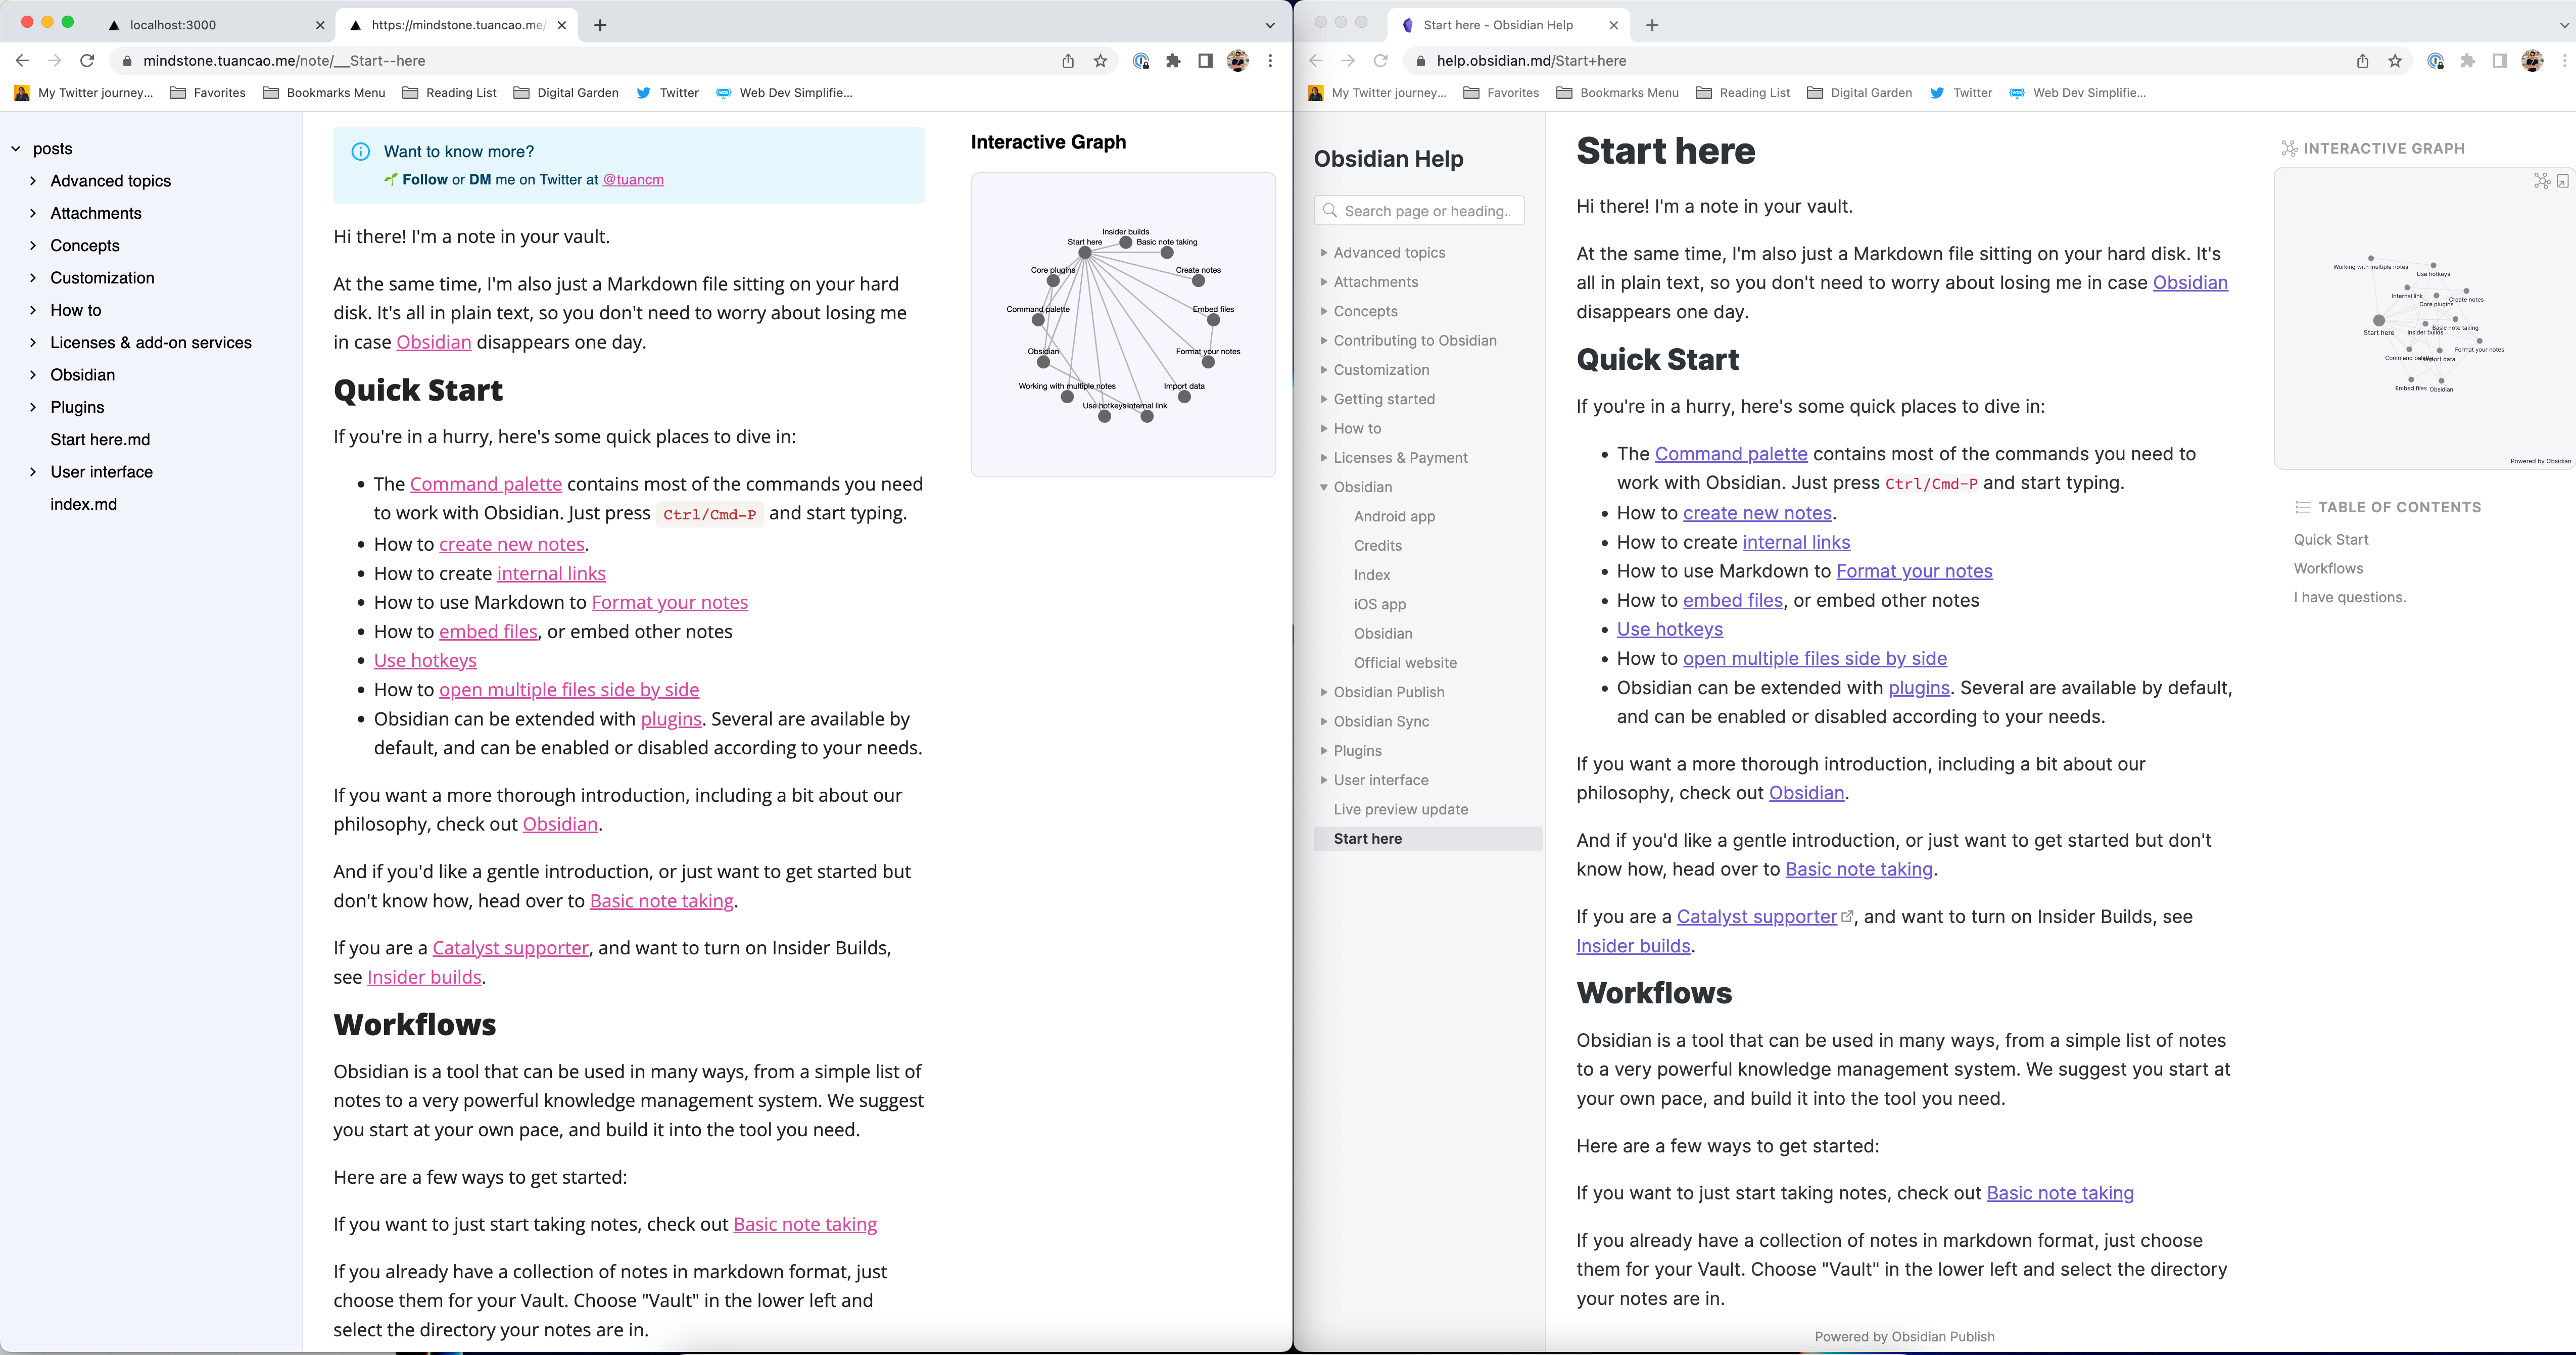 localhost:3000
https://mindstone.tuancao.me/
mindstone.tuancao.me/note/__Start--here
My Twitter journey...
Favorites
Bookmarks Menu
Reading List
Digital Garden
Twitter
Web Dev Simplifie...
posts
Advanced topics
Attachments
Concepts
Customization
How to
Licenses & add-on services
Obsidian
Plugins
Start here.md
User interface
index.md
Want to know more?
🌱 Follow or DM me on Twitter at @tuancm
Hi there! I'm a note in your vault.
At the same time, I'm also just a Markdown file sitting on your hard
disk. It's all in plain text, so you don't need to worry about losing me
in case Obsidian disappears one day.
Quick Start
If you're in a hurry, here's some quick places to dive in:
• The Command palette contains most of the commands you need
to work with Obsidian. Just press Ctrl/Cmd-P and start typing.
• How to create new notes.
• How to create internal links
• How to use Markdown to Format your notes
• How to embed files, or embed other notes
• Use hotkeys
• How to open multiple files side by side
• Obsidian can be extended with plugins. Several are available by
default, and can be enabled or disabled according to your needs.
If you want a more thorough introduction, including a bit about our
philosophy, check out Obsidian.
And if you'd like a gentle introduction, or just want to get started but
don't know how, head over to Basic note taking.
If you are a Catalyst supporter, and want to turn on Insider Builds,
see Insider builds.
Workflows
Obsidian is a tool that can be used in many ways, from a simple list of
notes to a very powerful knowledge management system. We suggest
you start at your own pace, and build it into the tool you need.
Here are a few ways to get started:
If you want to just start taking notes, check out Basic note taking
If you already have a collection of notes in markdown format, just
choose them for your Vault. Choose "Vault" in the lower left and
select the directory your notes are in.
Interactive Graph
Insider builds
Start here
Basic note taking
Core plugins
Create notes
Command palette
Embed files
Obsidian
Format your notes
Working with multiple notes
Import data
Use hotkeys
Internal link
Start here - Obsidian Help
help.obsidian.md/Start+here
My Twitter journey...
Favorites
Bookmarks Menu
Reading List
Digital Garden
Twitter
Web Dev Simplifie...
Obsidian Help
Search page or heading..
Advanced topics
Attachments
Concepts
Contributing to Obsidian
Customization
Getting started
How to
Licenses & Payment
Obsidian
Android app
Credits
Index
iOS app
Obsidian
Official website
Obsidian Publish
Obsidian Sync
Plugins
User interface
Live preview update
Start here
Start here
Hi there! I'm a note in your vault.
At the same time, I'm also just a Markdown file sitting on your hard disk. It's
all in plain text, so you don't need to worry about losing me in case Obsidian
disappears one day.
Quick Start
If you're in a hurry, here's some quick places to dive in:
• The Command palette contains most of the commands you need to
work with Obsidian. Just press Ctrl/Cmd-P and start typing.
• How to create new notes.
• How to create internal links
• How to use Markdown to Format your notes
• How to embed files, or embed other notes
• Use hotkeys
• How to open multiple files side by side
• Obsidian can be extended with plugins. Several are available by default,
and can be enabled or disabled according to your needs.
If you want a more thorough introduction, including a bit about our
philosophy, check out Obsidian.
And if you'd like a gentle introduction, or just want to get started but don't
know how, head over to Basic note taking.
If you are a Catalyst supporter, and want to turn on Insider Builds, see
Insider builds.
Workflows
Obsidian is a tool that can be used in many ways, from a simple list of notes
to a very powerful knowledge management system. We suggest you start at
your own pace, and build it into the tool you need.
Here are a few ways to get started:
If you want to just start taking notes, check out Basic note taking
If you already have a collection of notes in markdown format, just choose
them for your Vault. Choose "Vault" in the lower left and select the directory
your notes are in.
Powered by Obsidian Publish
INTERACTIVE GRAPH
Working with multiple notes
Use hotkeys
Internal link
Create notes
Core plugins
Start here
Insider builds
Basic note taking
Format your notes
Command palette
Import data
Embed files
Obsidian
Powered by Obsidian
TABLE OF CONTENTS
Quick Start
Workflows
I have questions.